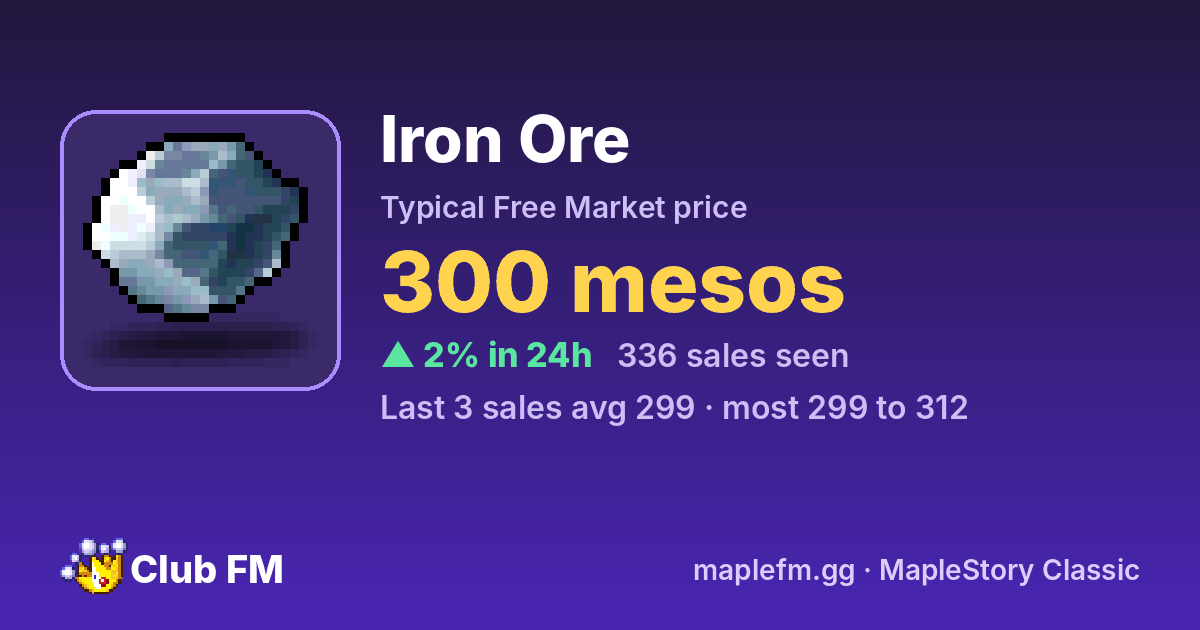 Iron Ore
Typical Free Market price
300 mesos
▲ 2% in 24h 336 sales seen
Last 3 sales avg 299 · most 299 to 312
Club FM
maplefm.gg · MapleStory Classic